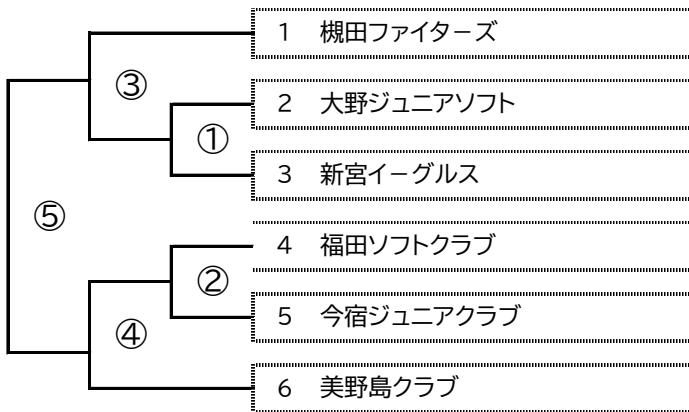 1 槻田ファイターズ
③
2 大野ジュニアソフト
①
3 新宮イーグルス
⑤
4 福田ソフトクラブ
②
5 今宿ジュニアクラブ
④
6 美野島クラブ